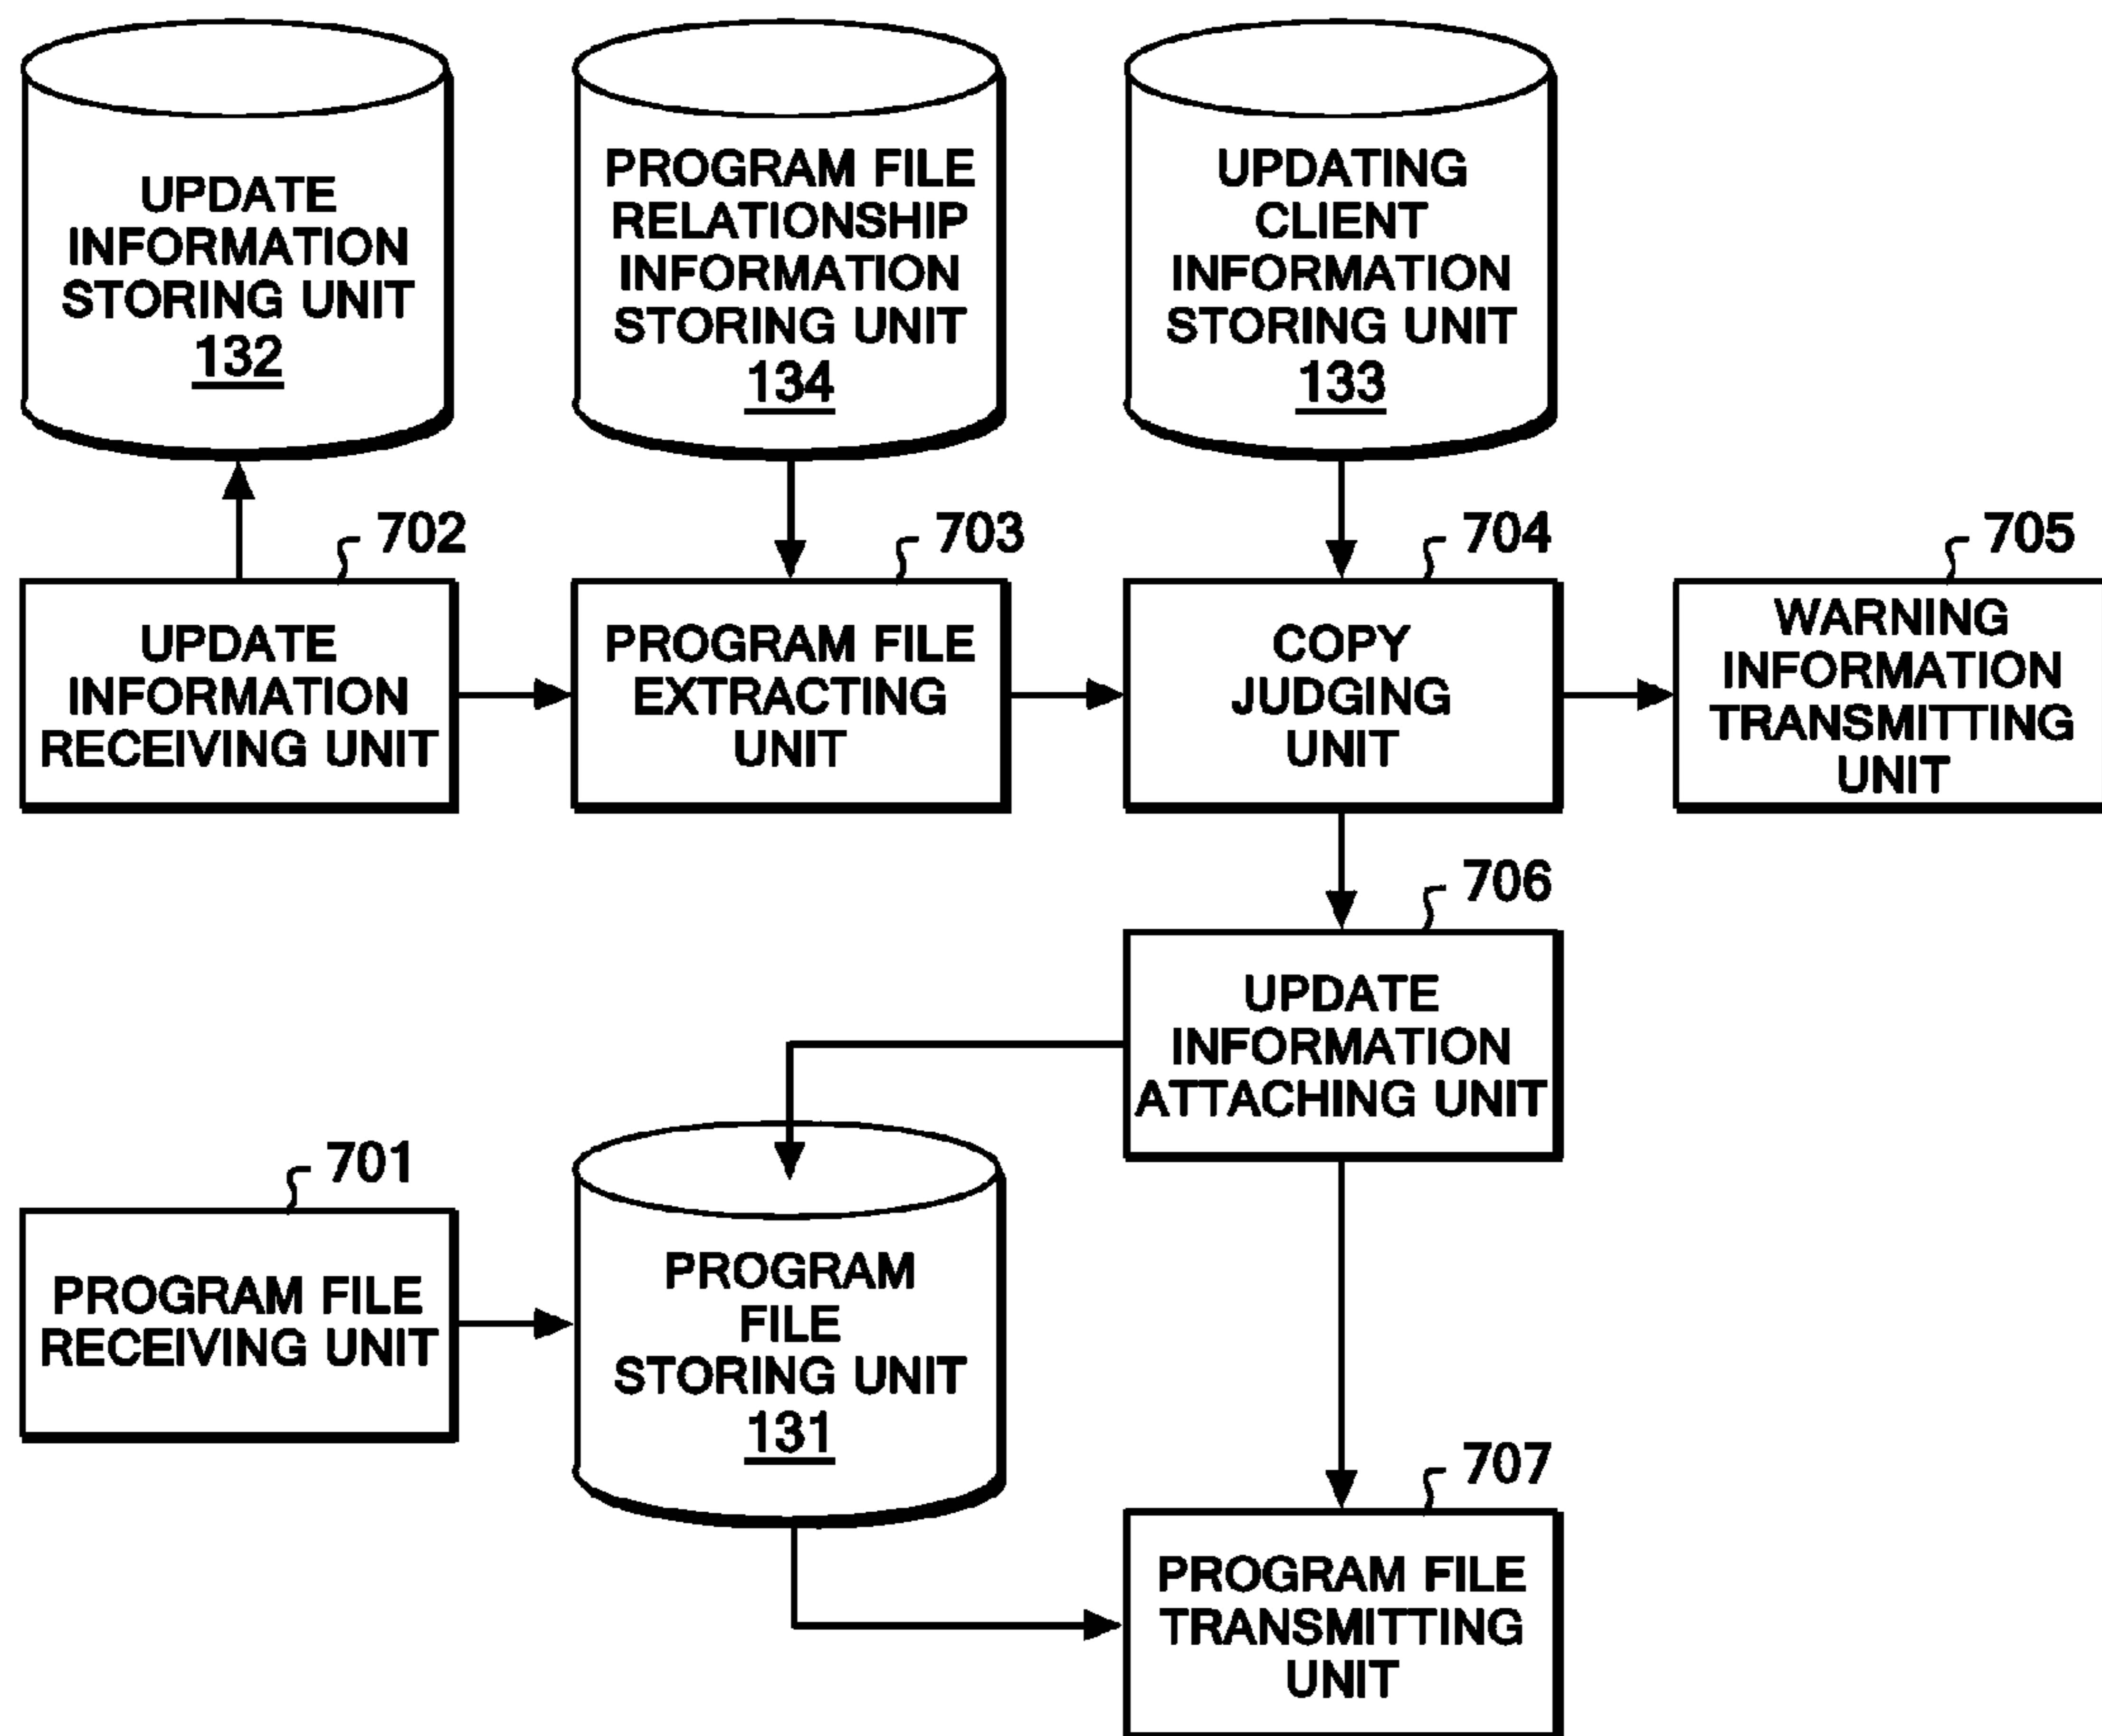 UPDATE
INFORMATION
STORING UNIT
132
PROGRAM FILE
RELATIONSHIP
INFORMATION
STORING UNIT
134
UPDATING
CLIENT
INFORMATION
STORING UNIT
133
702
UPDATE
INFORMATION
RECEIVING UNIT
703
PROGRAM FILE
EXTRACTING
UNIT
704
COPY
JUDGING
UNIT
705
WARNING
INFORMATION
TRANSMITTING
UNIT
706
UPDATE
INFORMATION
ATTACHING UNIT
701
PROGRAM FILE
RECEIVING UNIT
PROGRAM
FILE
STORING UNIT
131
707
PROGRAM FILE
TRANSMITTING
UNIT